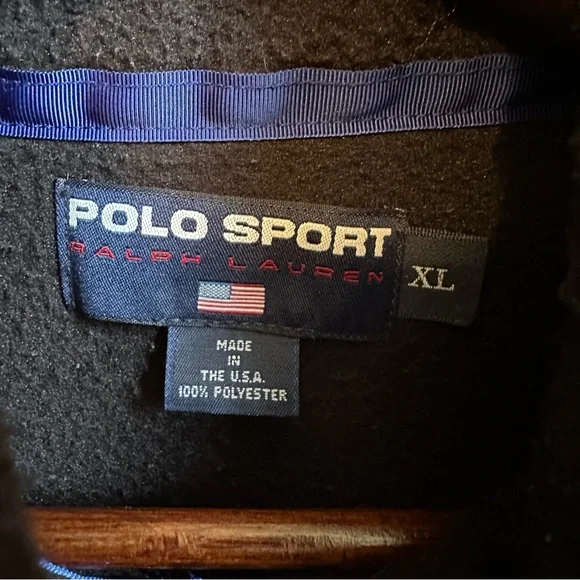 POLO SPORT
RALPH LAUREN
XL
MADE
IN
THE U.S.A.
100% POLYESTER